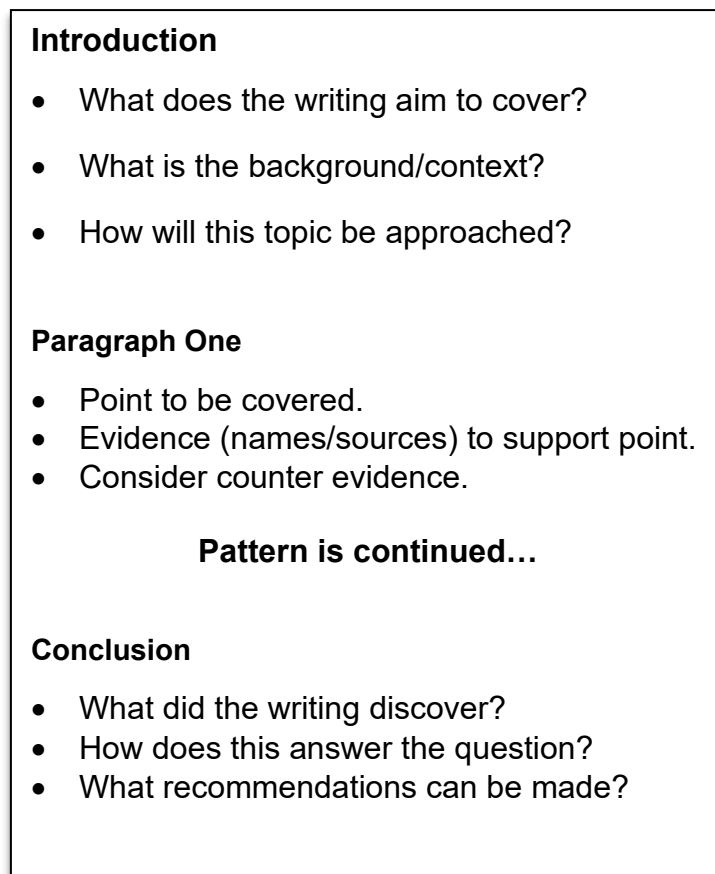 Introduction
• What does the writing aim to cover?
• What is the background/context?
• How will this topic be approached?
Paragraph One
• Point to be covered.
• Evidence (names/sources) to support point.
• Consider counter evidence.
Pattern is continued…
Conclusion
• What did the writing discover?
• How does this answer the question?
• What recommendations can be made?